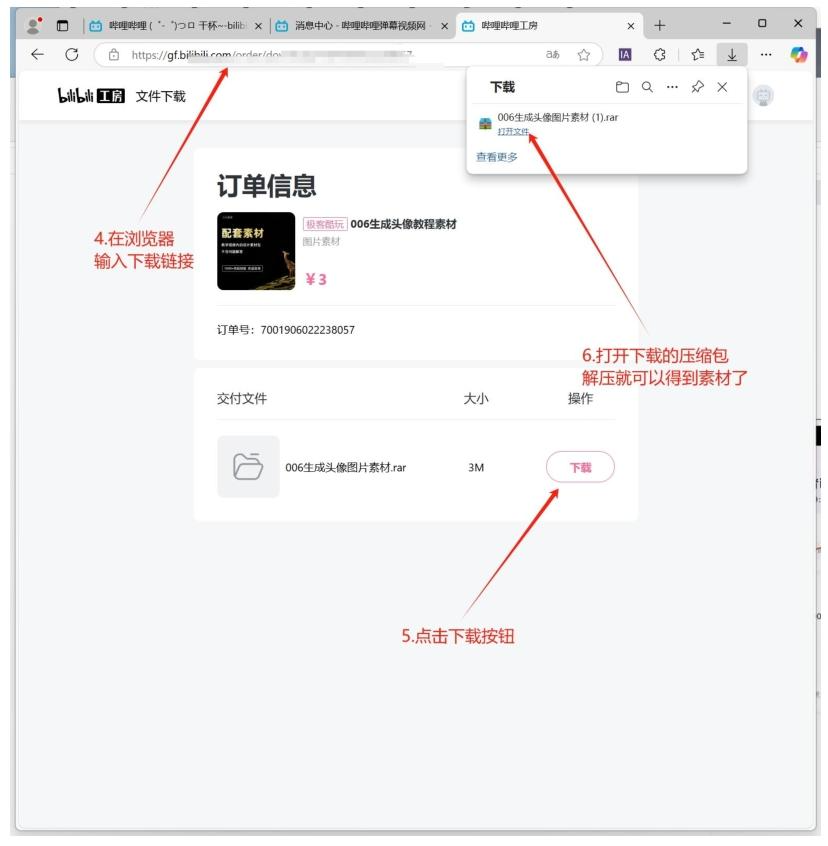 哔哩哔哩 (゜-゜)つロ 干杯~-bili
消息中心 - 哔哩哔哩弹幕视频网 -
哔哩哔哩工房
https://gf.bilibili.com/order/do
bilibili 工房 文件下载
下载
006生成头像图片素材 (1).rar
打开文件
查看更多
订单信息
配套素材
极客酷玩 006生成头像教程素材
图片素材
¥3
订单号：7001906022238057
4.在浏览器
输入下载链接
6.打开下载的压缩包
解压就可以得到素材了
交付文件 大小 操作
006生成头像图片素材.rar 3M 下载
5.点击下载按钮